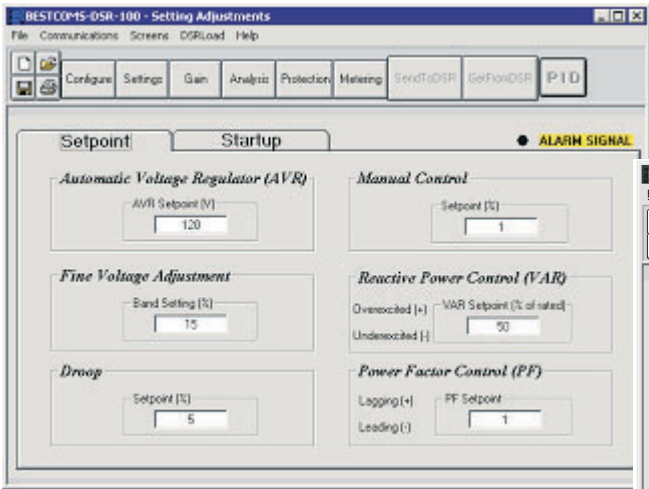 BESTCOMS-DSR-100 - Setting Adjustments
File Communications Screens DSRLoad Help
Configure Settings Gain Analysis Protection Metering SendToDSR GetFromDSR PID
Setpoint Startup ALARM SIGNAL
Automatic Voltage Regulator (AVR)
AVR Setpoint (V)
120
Manual Control
Setpoint (%)
1
Fine Voltage Adjustment
Band Setting (%)
15
Reactive Power Control (VAR)
Overexcited (+)
Underexcited (-)
VAR Setpoint (% of rated)
50
Droop
Setpoint (%)
5
Power Factor Control (PF)
Lagging (+)
Leading (-)
PF Setpoint
1